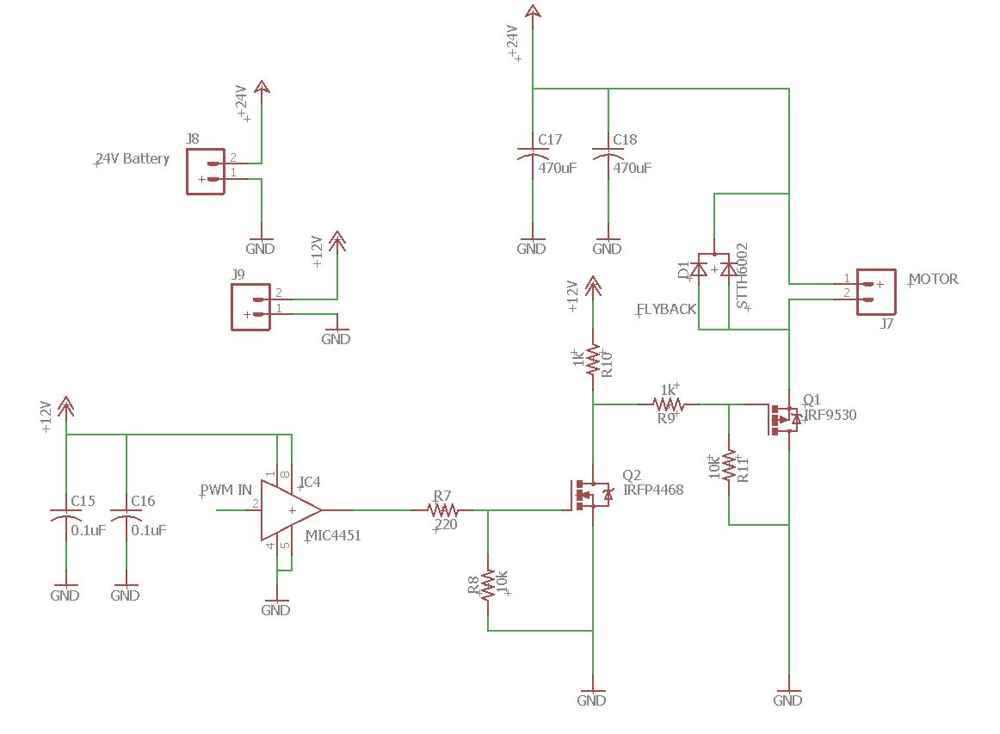 +24V
+24V
J8
24V Battery
2
1
C17
470uF
C18
470uF
GND
GND
GND
+12V
J9
2
1
GND
D1
STTH6002
FLYBACK
1
2
MOTOR
J7
+12V
1k
R10
1k
R9
Q1
IRF9530
+12V
10k
R11
1
8
IC4
PWM IN
2
MIC4451
4
5
GND
C15
0.1uF
C16
0.1uF
GND
GND
R7
220
Q2
IRFP4468
R8
10k
GND
GND